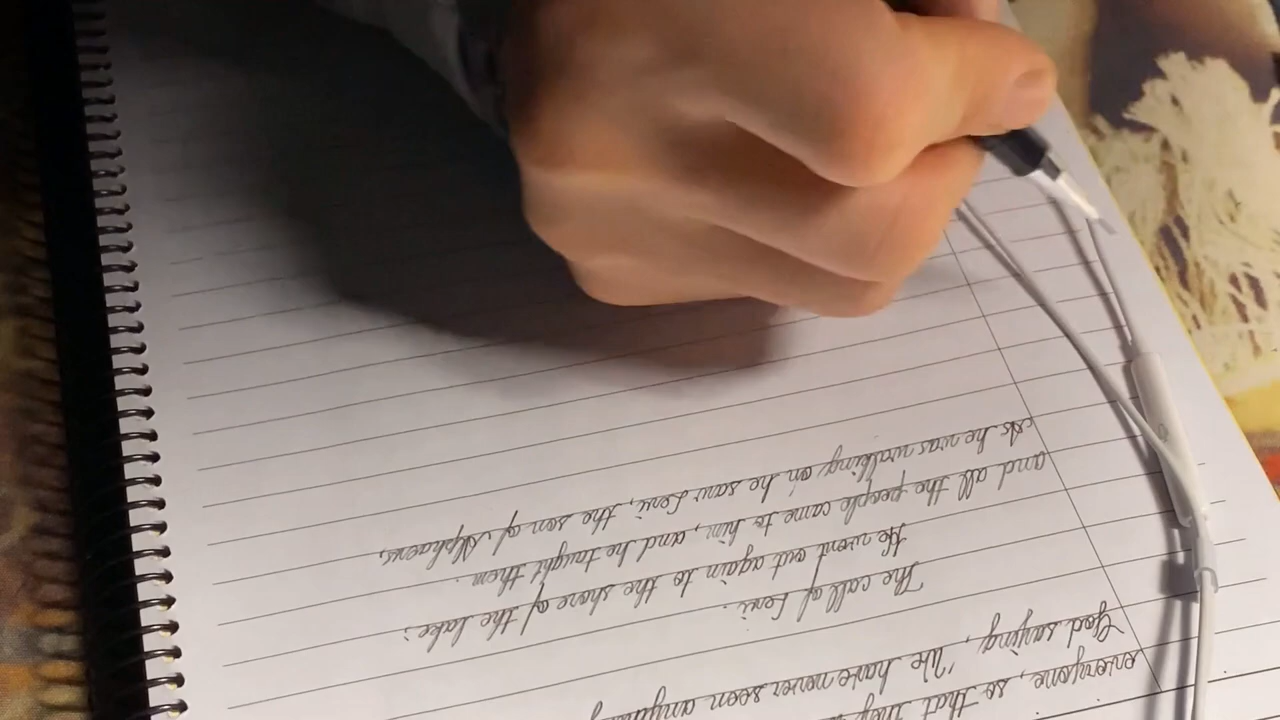 everyone, so that they
God saying, "We have never seen
The call of Levi.
He went out again to the shore of the lake;
and all the people came to him, and he taught them.
As he was walking on he saw Levi, the son of Alphaeus,